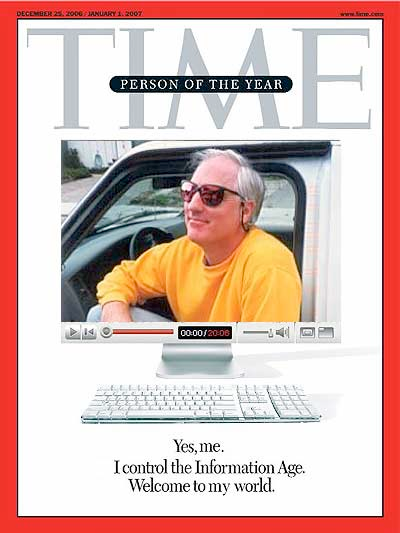 DECEMBER 25, 2006 / JANUARY 1, 2007 www.time.com
TIME
PERSON OF THE YEAR
00:00 / 20:06
Yes, me.
I control the Information Age.
Welcome to my world.